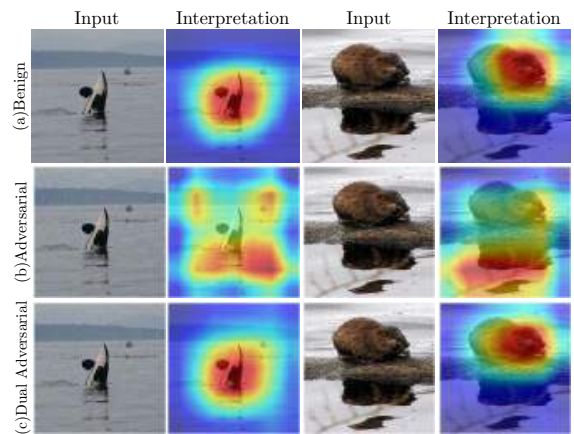 Input Interpretation Input Interpretation
(a)Benign
(b)Adversarial
(c)Dual Adversarial